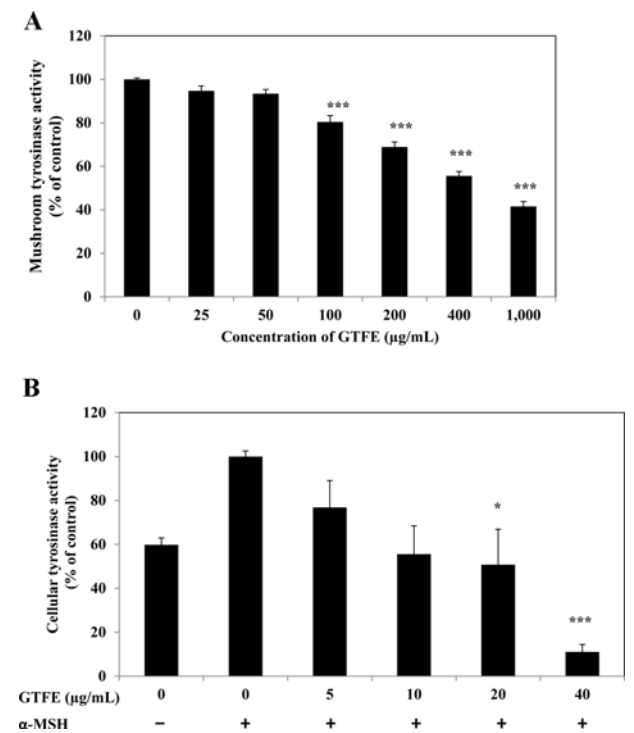 A
120
100
80
60
40
20
0
Mushroom tyrosinase activity
(% of control)
***
***
***
***
0 25 50 100 200 400 1,000
Concentration of GTFE (µg/mL)
B
120
100
80
60
40
20
0
Cellular tyrosinase activity
(% of control)
*
***
GTFE (µg/mL) 0 0 5 10 20 40
α-MSH − + + + + +